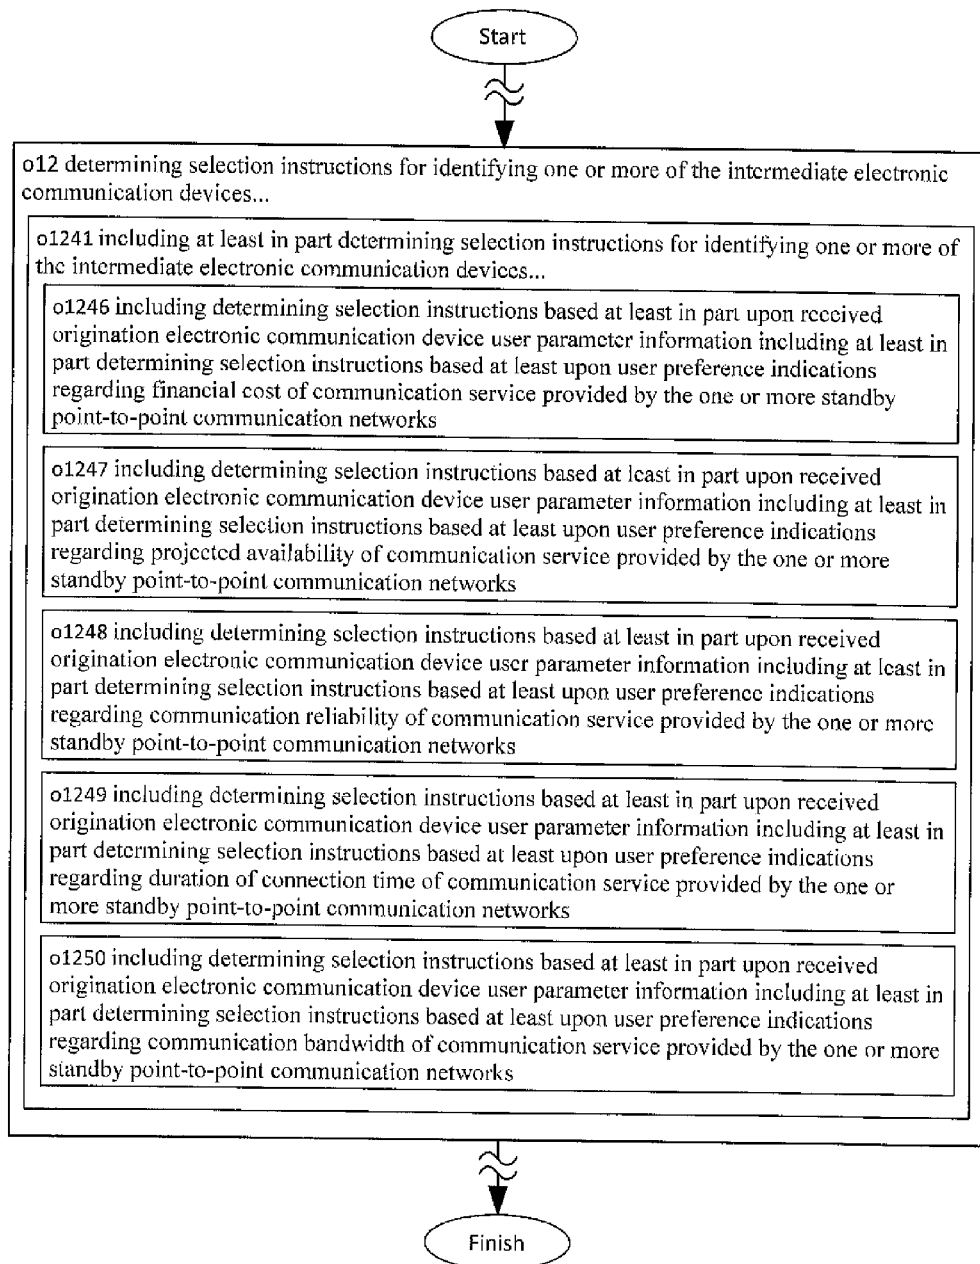 Start
o12 determining selection instructions for identifying one or more of the intermediate electronic
communication devices...
o1241 including at least in part determining selection instructions for identifying one or more of
the intermediate electronic communication devices...
o1246 including determining selection instructions based at least in part upon received
origination electronic communication device user parameter information including at least in
part determining selection instructions based at least upon user preference indications
regarding financial cost of communication service provided by the one or more standby
point-to-point communication networks
o1247 including determining selection instructions based at least in part upon received
origination electronic communication device user parameter information including at least in
part determining selection instructions based at least upon user preference indications
regarding projected availability of communication service provided by the one or more
standby point-to-point communication networks
o1248 including determining selection instructions based at least in part upon received
origination electronic communication device user parameter information including at least in
part determining selection instructions based at least upon user preference indications
regarding communication reliability of communication service provided by the one or more
standby point-to-point communication networks
o1249 including determining selection instructions based at least in part upon received
origination electronic communication device user parameter information including at least in
part determining selection instructions based at least upon user preference indications
regarding duration of connection time of communication service provided by the one or
more standby point-to-point communication networks
o1250 including determining selection instructions based at least in part upon received
origination electronic communication device user parameter information including at least in
part determining selection instructions based at least upon user preference indications
regarding communication bandwidth of communication service provided by the one or more
standby point-to-point communication networks
Finish